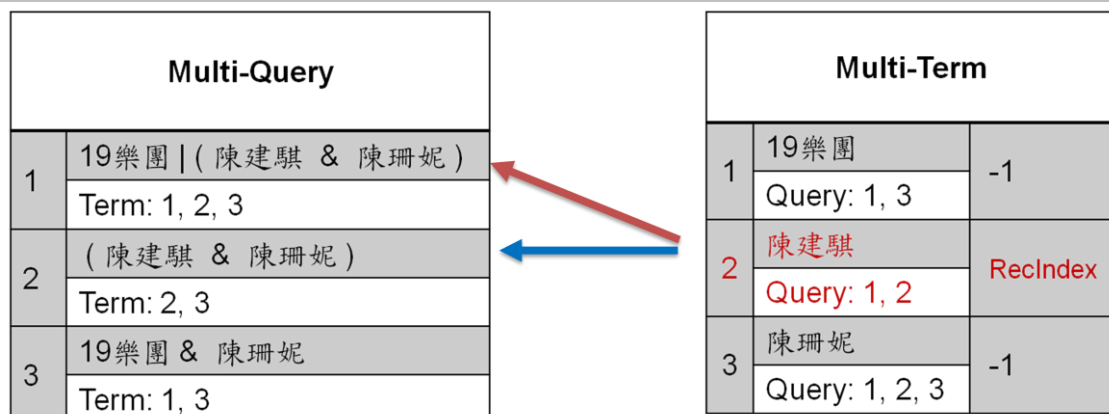 Multi-Query
1
19樂團 | ( 陳建騏 & 陳珊妮 )
Term: 1, 2, 3
2
( 陳建騏 & 陳珊妮 )
Term: 2, 3
3
19樂團 & 陳珊妮
Term: 1, 3
Multi-Term
1
19樂團
Query: 1, 3
-1
2
陳建騏
Query: 1, 2
RecIndex
3
陳珊妮
Query: 1, 2, 3
-1